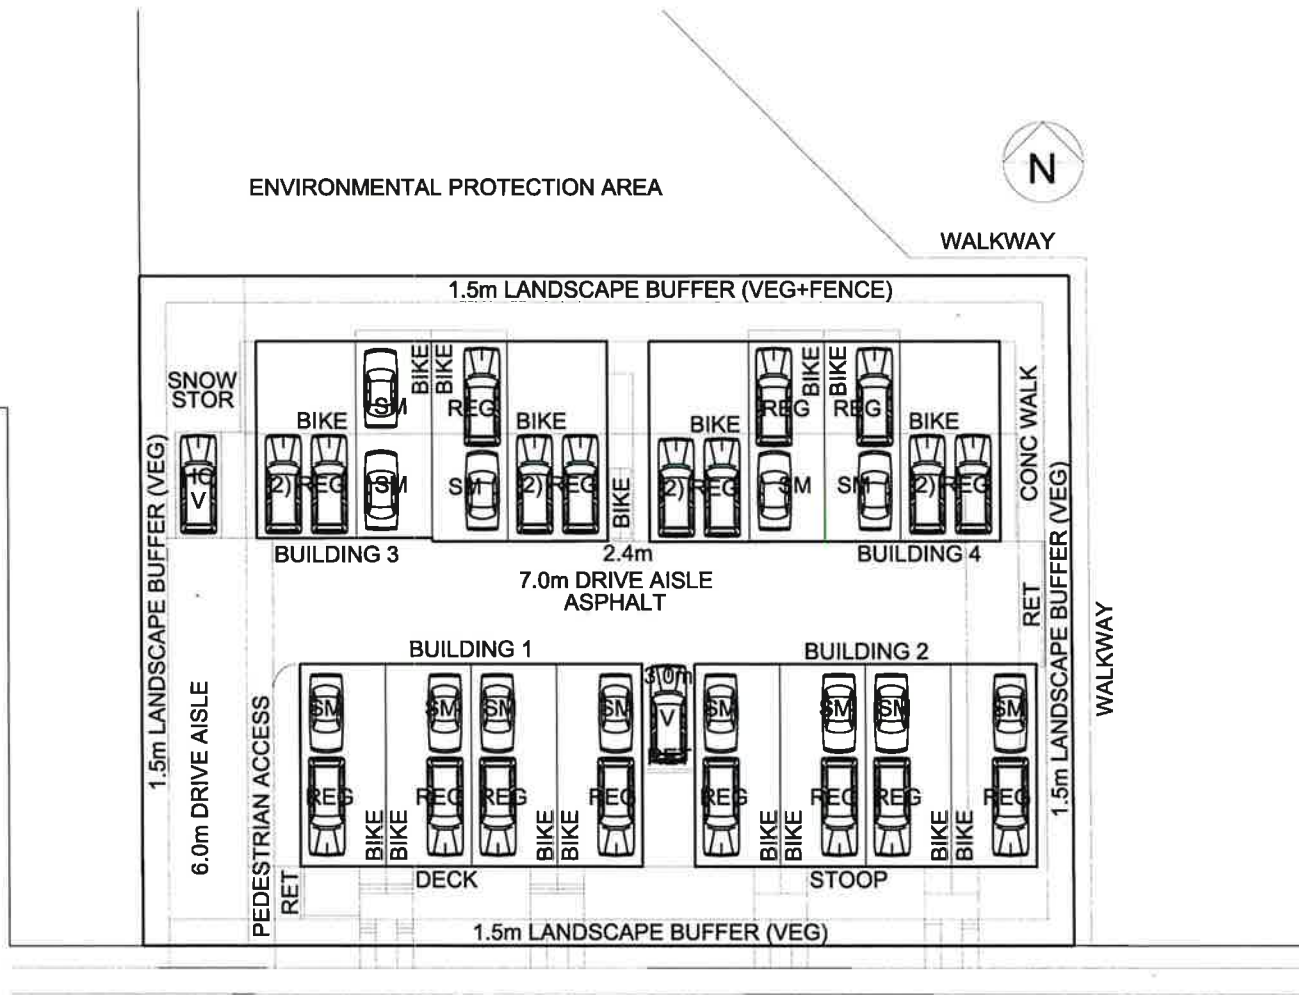 N
ENVIRONMENTAL PROTECTION AREA
WALKWAY
1.5m LANDSCAPE BUFFER (VEG+FENCE)
SNOW
STOR
BIKE
BIKE
BIKE
BIKE
SM
REG
REG
REG
BIKE
BIKE
BIKE
BIKE
CONC WALK
HC
V
2) REG
SM
SM
2) REG
BIKE
2) REG
SM
SM
2) REG
BUILDING 3
2.4m
BUILDING 4
7.0m DRIVE AISLE
ASPHALT
1.5m LANDSCAPE BUFFER (VEG)
1.5m LANDSCAPE BUFFER (VEG)
RET
WALKWAY
BUILDING 1
BUILDING 2
3.0m
SM
SM
SM
SM
V
SM
SM
SM
SM
RET
6.0m DRIVE AISLE
PEDESTRIAN ACCESS
REG
REG
REG
REG
REG
REG
REG
REG
BIKE
BIKE
BIKE
BIKE
BIKE
BIKE
BIKE
BIKE
RET
DECK
STOOP
1.5m LANDSCAPE BUFFER (VEG)